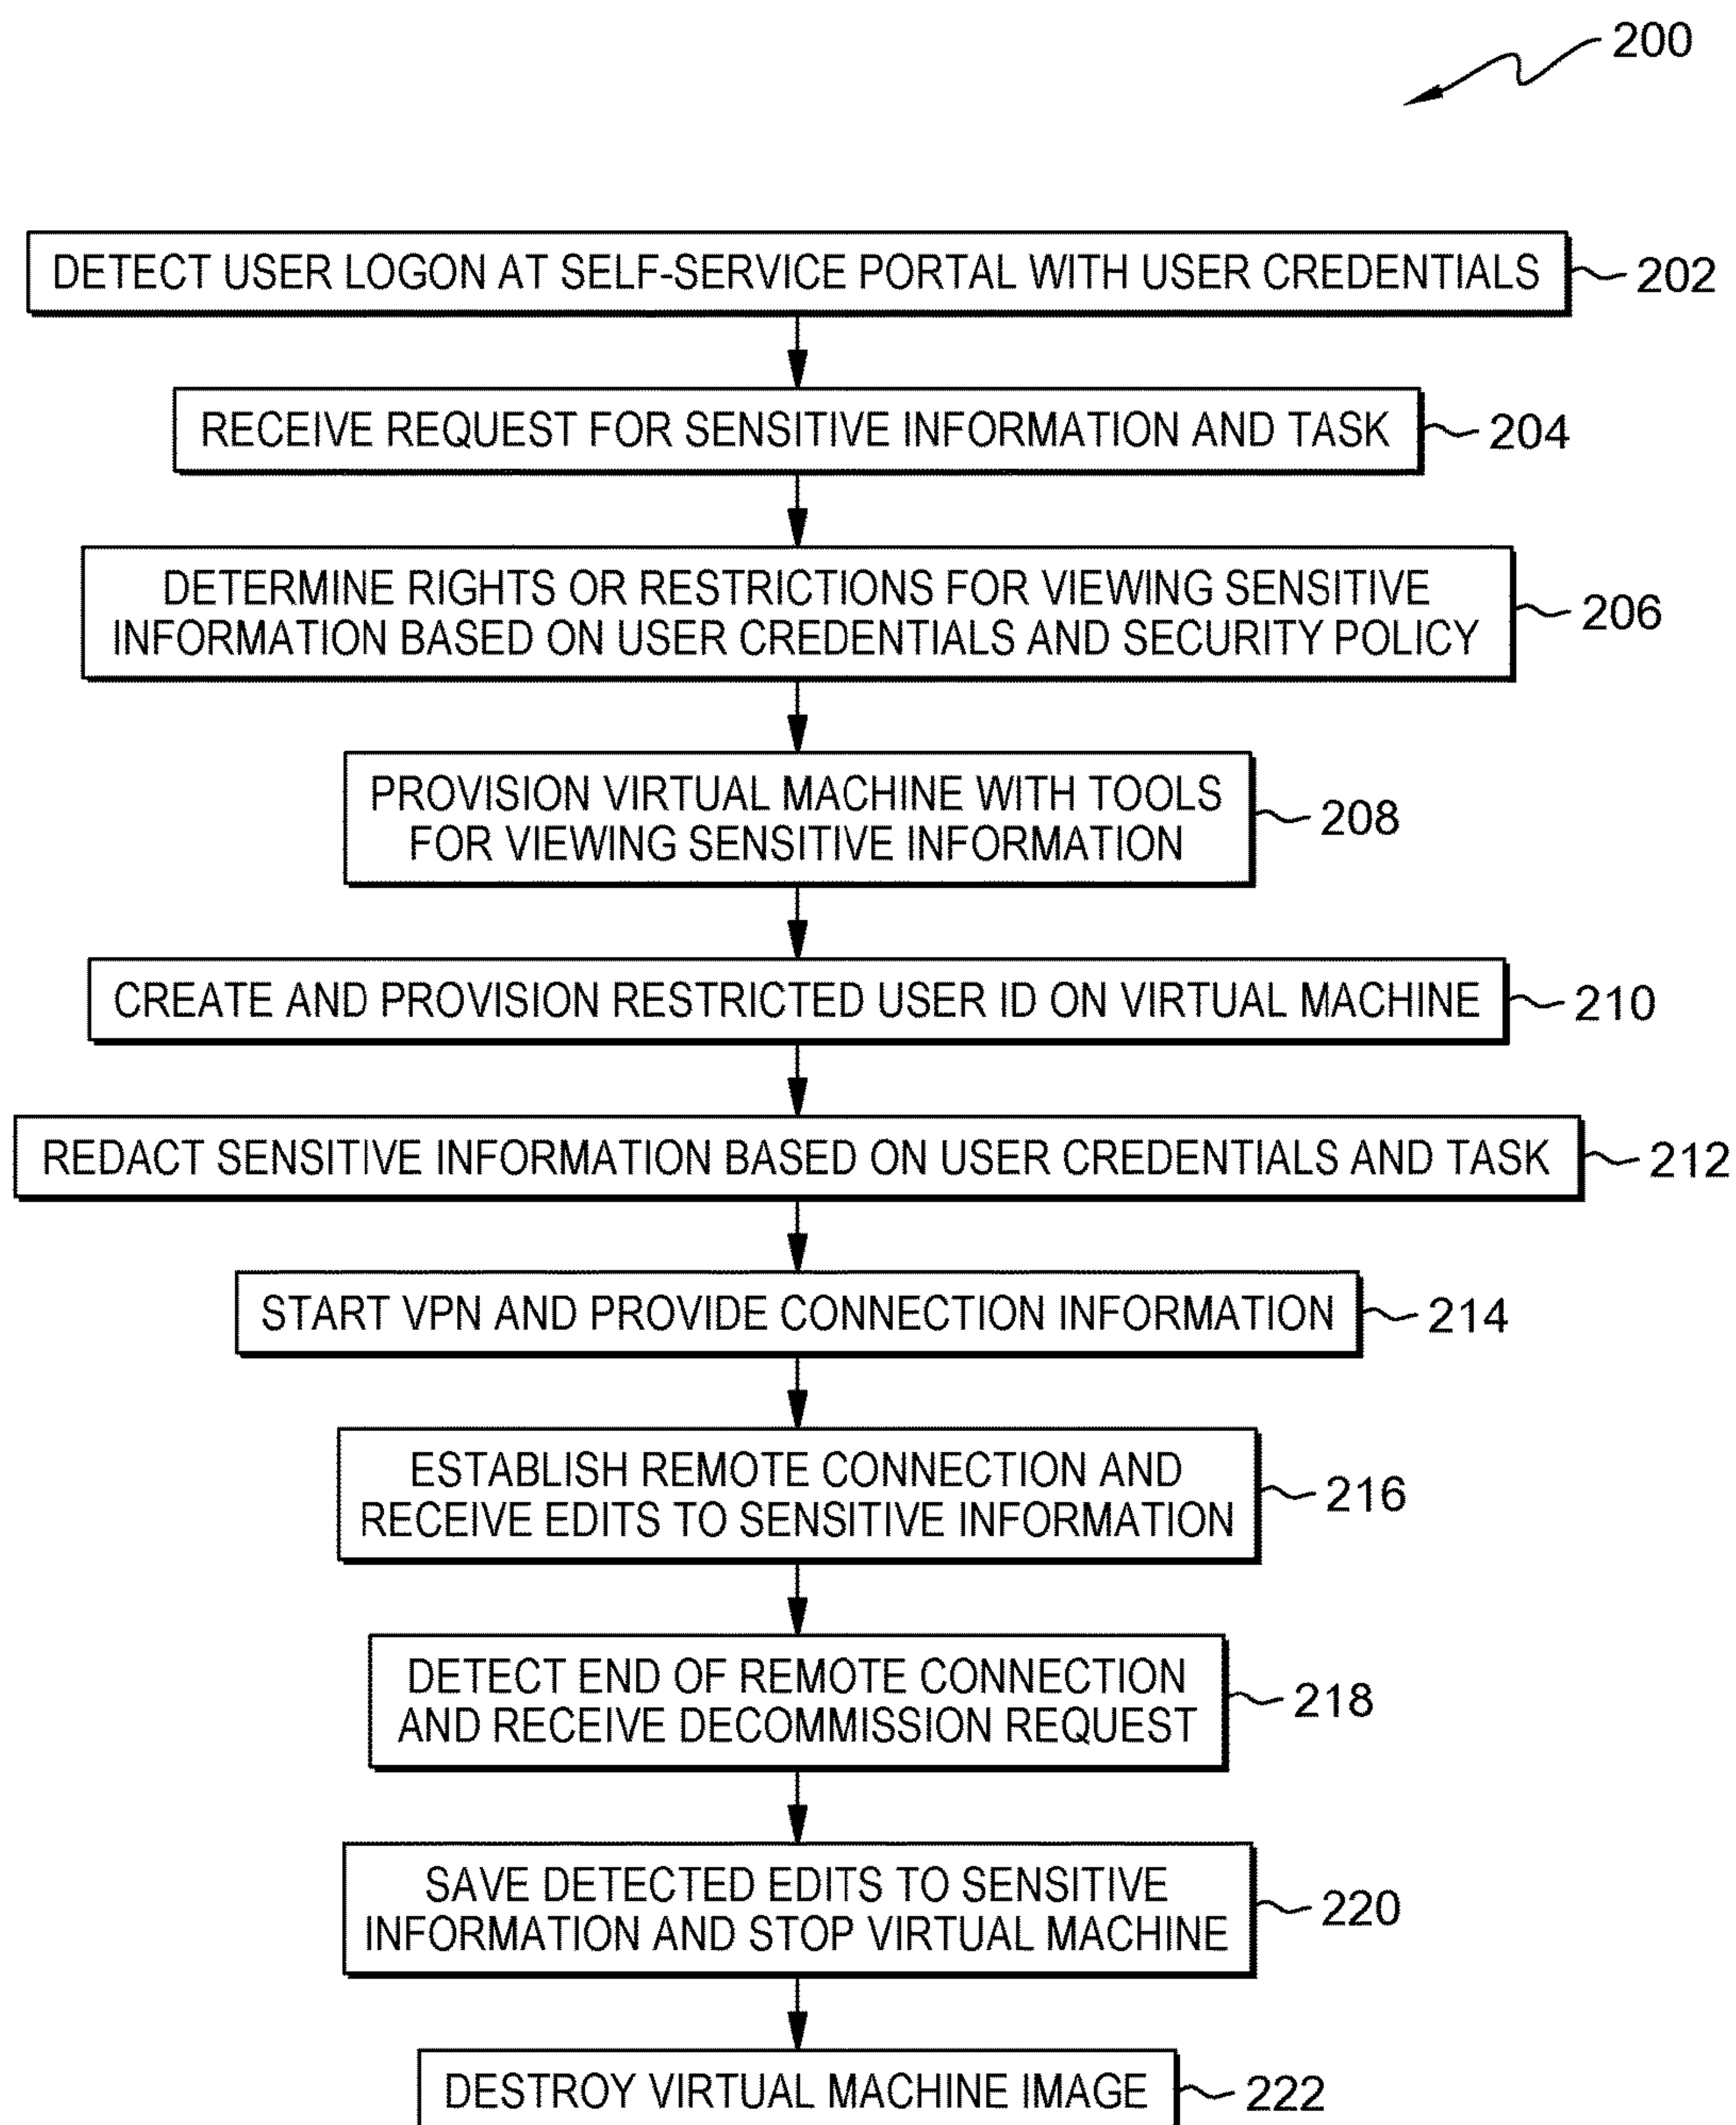 200
DETECT USER LOGON AT SELF-SERVICE PORTAL WITH USER CREDENTIALS
202
RECEIVE REQUEST FOR SENSITIVE INFORMATION AND TASK
204
DETERMINE RIGHTS OR RESTRICTIONS FOR VIEWING SENSITIVE
INFORMATION BASED ON USER CREDENTIALS AND SECURITY POLICY
206
PROVISION VIRTUAL MACHINE WITH TOOLS
FOR VIEWING SENSITIVE INFORMATION
208
CREATE AND PROVISION RESTRICTED USER ID ON VIRTUAL MACHINE
210
REDACT SENSITIVE INFORMATION BASED ON USER CREDENTIALS AND TASK
212
START VPN AND PROVIDE CONNECTION INFORMATION
214
ESTABLISH REMOTE CONNECTION AND
RECEIVE EDITS TO SENSITIVE INFORMATION
216
DETECT END OF REMOTE CONNECTION
AND RECEIVE DECOMMISSION REQUEST
218
SAVE DETECTED EDITS TO SENSITIVE
INFORMATION AND STOP VIRTUAL MACHINE
220
DESTROY VIRTUAL MACHINE IMAGE
222